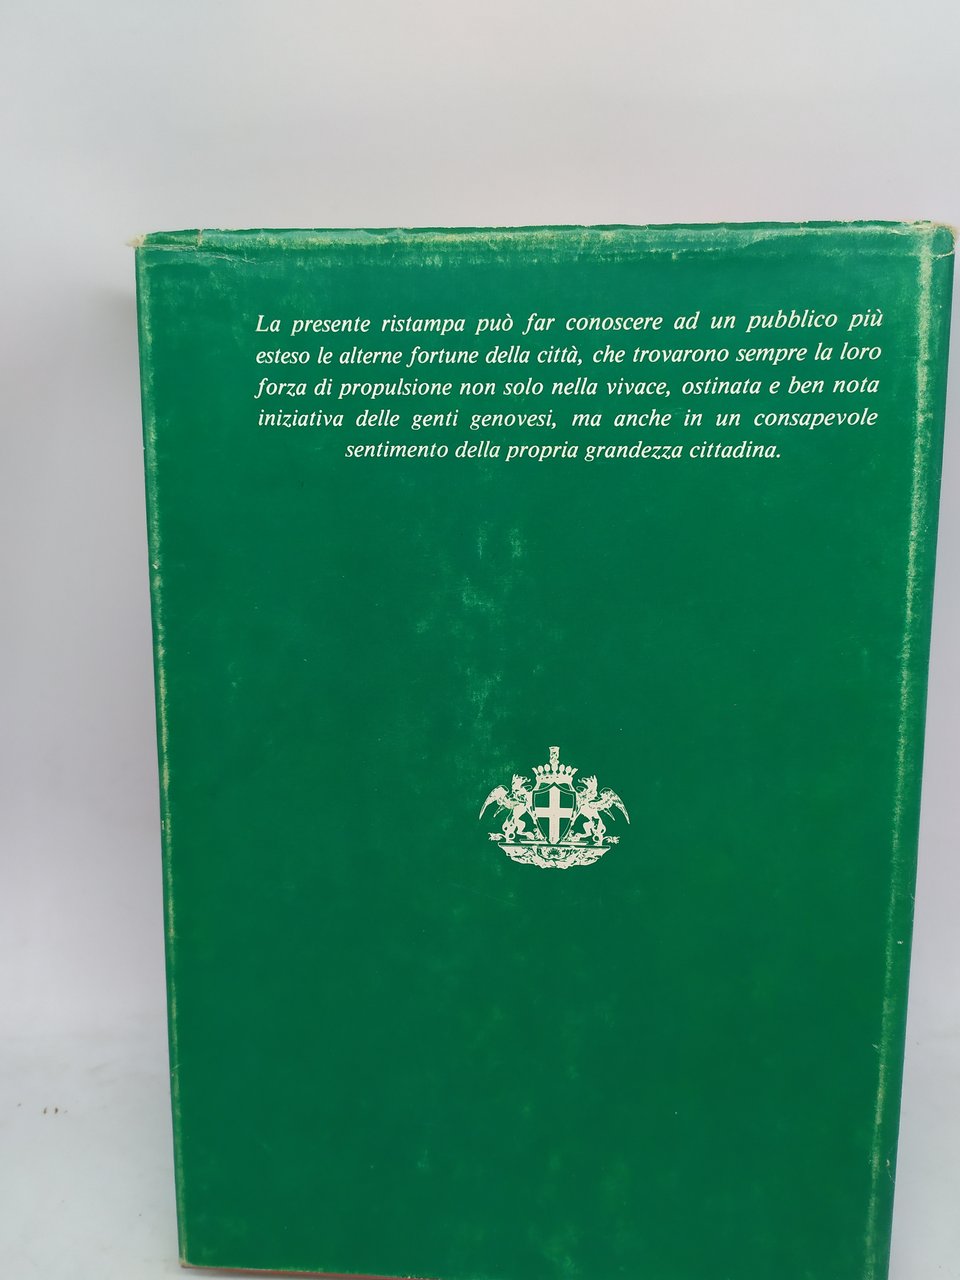 La presente ristampa può far conoscere ad un pubblico più
esteso le alterne fortune della città, che trovarono sempre la loro
forza di propulsione non solo nella vivace, ostinata e ben nota
iniziativa delle genti genovesi, ma anche in un consapevole
sentimento della propria grandezza cittadina.